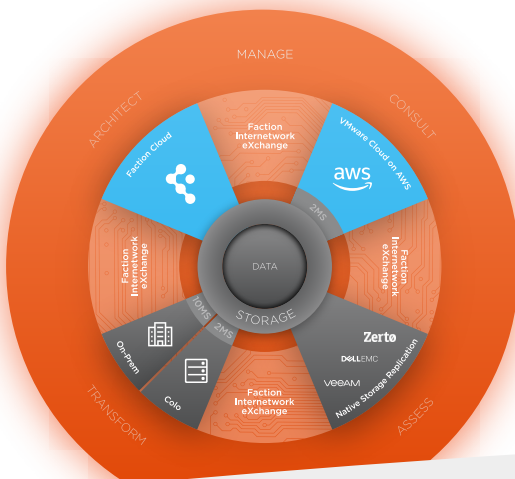 MANAGE
ARCHITECT
CONSULT
Faction
Internetwork
eXchange
Faction Cloud
VMware Cloud on AWS
aws
2MS
Faction
Internetwork
eXchange
DATA
STORAGE
Faction
Internetwork
eXchange
10MS
2MS
On-Prem
Colo
Faction
Internetwork
eXchange
Zerto
DELLEMC
VEEAM
Native Storage Replication
TRANSFORM
ASSESS